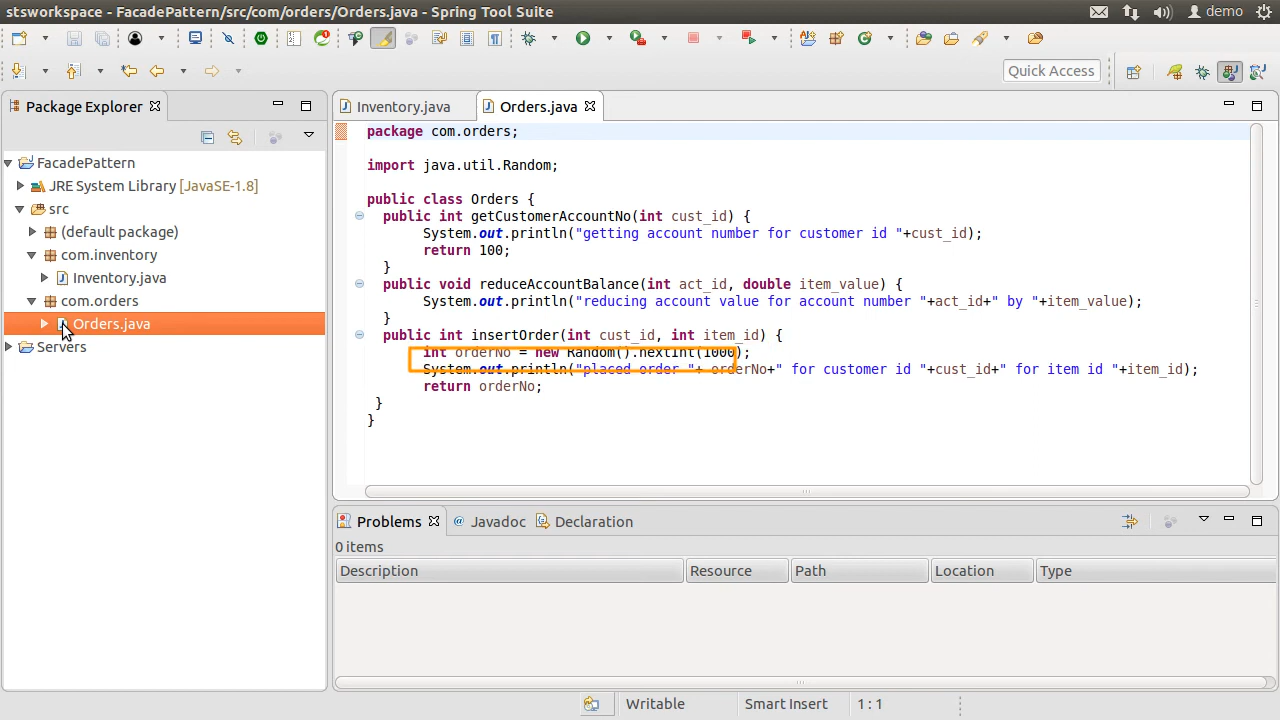 stsworkspace - FacadePattern/src/com/orders/Orders.java - Spring Tool Suite
demo
Quick Access
Package Explorer
FacadePattern
JRE System Library [JavaSE-1.8]
src
(default package)
com.inventory
Inventory.java
com.orders
Orders.java
Servers
Inventory.java
Orders.java
package com.orders;
import java.util.Random;
public class Orders {
public int getCustomerAccountNo(int cust_id) {
System.out.println("getting account number for customer id "+cust_id);
return 100;
}
public void reduceAccountBalance(int act_id, double item_value) {
System.out.println("reducing account value for account number "+act_id+" by "+item_value);
}
public int insertOrder(int cust_id, int item_id) {
int orderNo = new Random().nextInt(1000);
System.out.println("placed order "+ orderNo+" for customer id "+cust_id+" for item id "+item_id);
return orderNo;
}
}
Problems
@ Javadoc
Declaration
0 items
Description
Resource
Path
Location
Type
Writable
Smart Insert
1 : 1